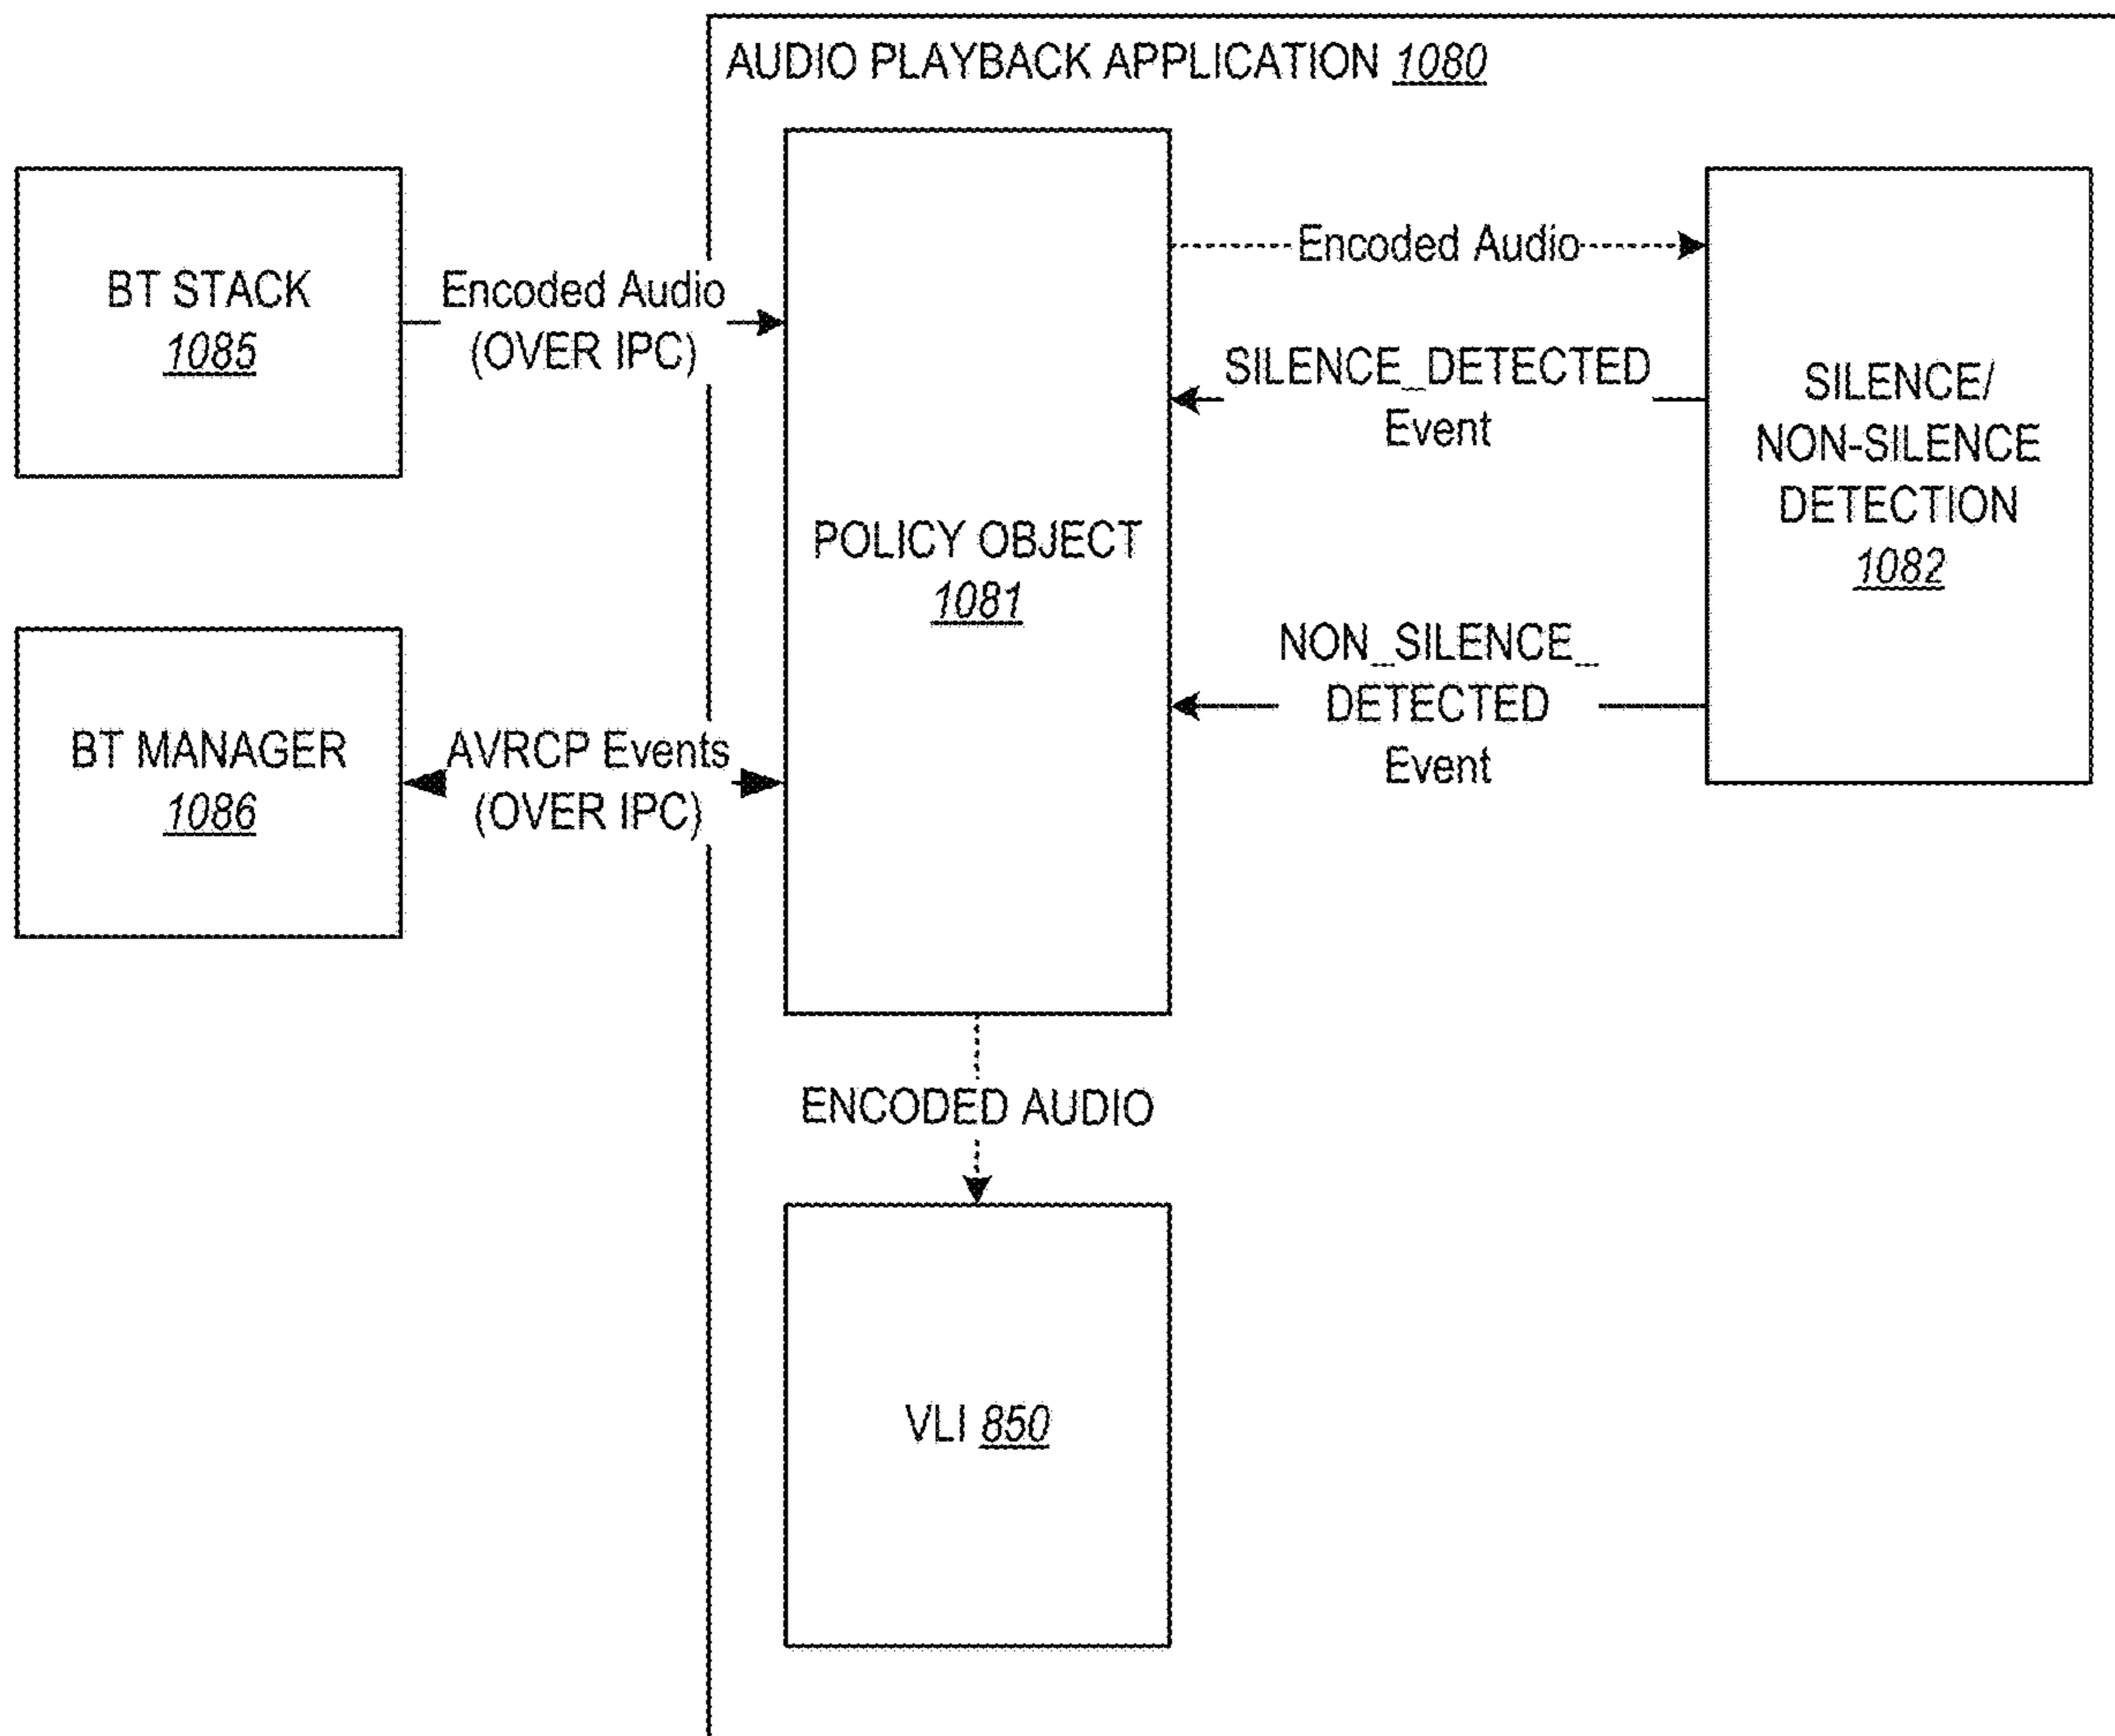 AUDIO PLAYBACK APPLICATION 1080
BT STACK
1085
Encoded Audio
(OVER IPC)
BT MANAGER
1086
AVRCP Events
(OVER IPC)
POLICY OBJECT
1081
Encoded Audio
SILENCE_DETECTED
Event
NON_SILENCE_
DETECTED
Event
SILENCE/
NON-SILENCE
DETECTION
1082
ENCODED AUDIO
VLI 850